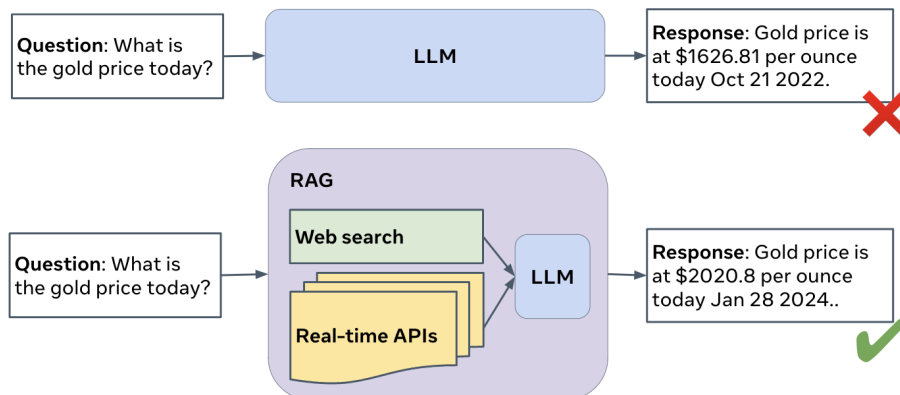 Question: What is
the gold price today?
LLM
Response: Gold price is
at $1626.81 per ounce
today Oct 21 2022.
RAG
Web search
Question: What is
the gold price today?
LLM
Real-time APIs
Response: Gold price is
at $2020.8 per ounce
today Jan 28 2024..